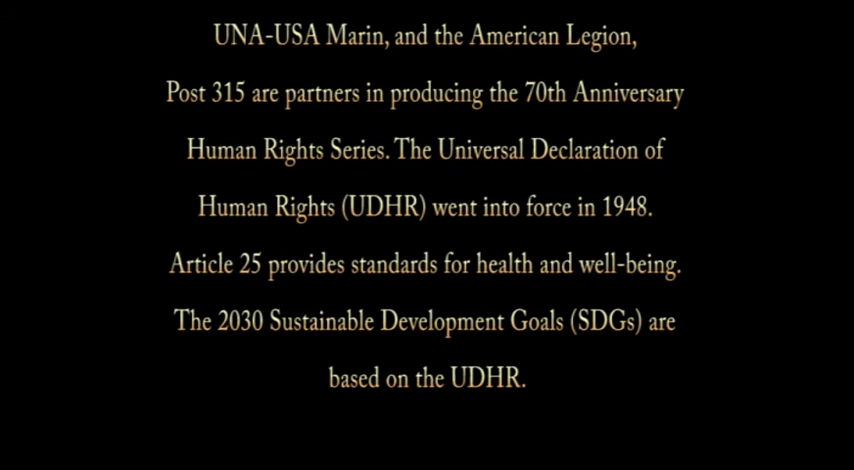 UNA-USA Marin, and the American Legion,
Post 315 are partners in producing the 70th Anniversary
Human Rights Series. The Universal Declaration of
Human Rights (UDHR) went into force in 1948.
Article 25 provides standards for health and well-being.
The 2030 Sustainable Development Goals (SDGs) are
based on the UDHR.